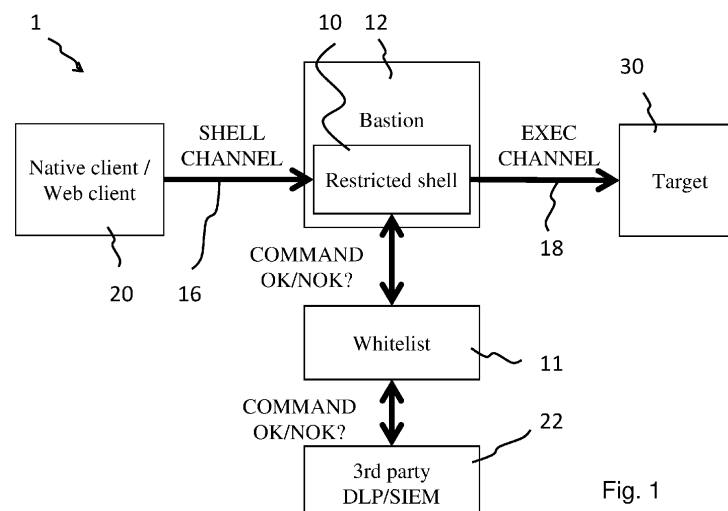 1
10
12
30
Bastion
SHELL
CHANNEL
EXEC
CHANNEL
Native client /
Web client
Restricted shell
Target
20
16
18
COMMAND
OK/NOK?
Whitelist
11
COMMAND
OK/NOK?
22
3rd party
DLP/SIEM
Fig. 1